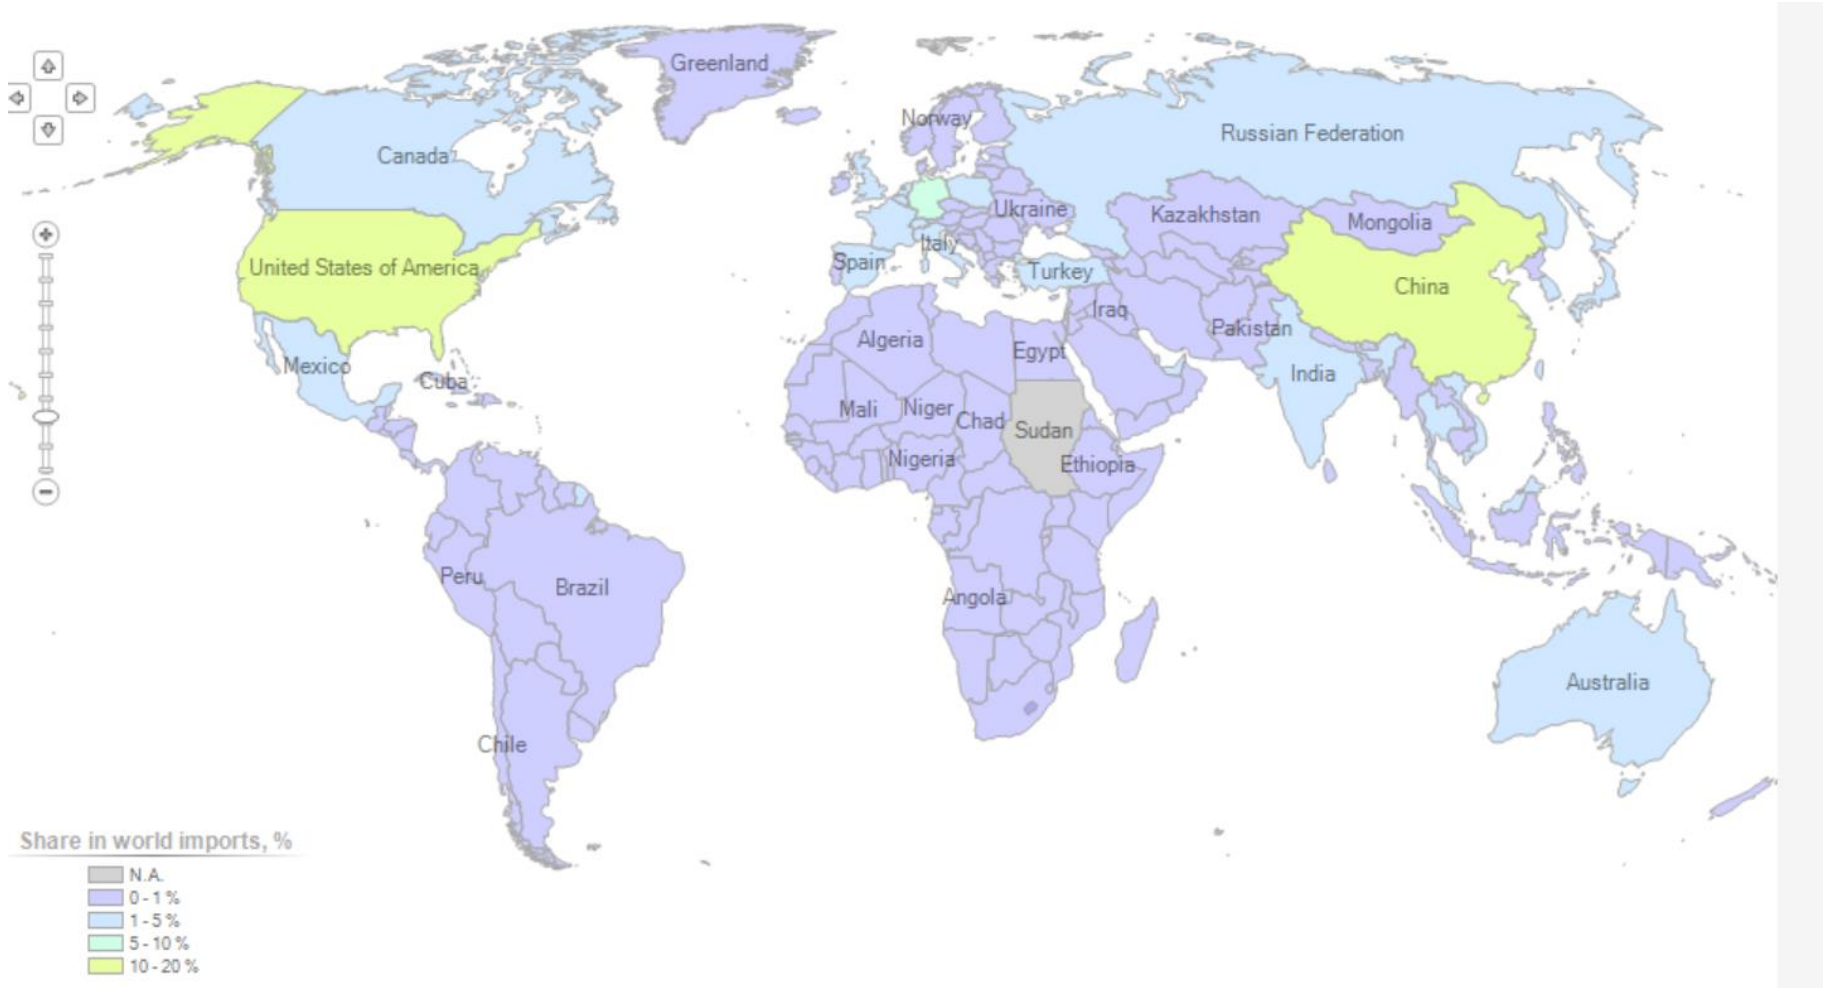 Greenland
Norway
Russian Federation
Canada
Ukraine
Kazakhstan
Mongolia
Italy
Spain
Turkey
United States of America
China
Iraq
Pakistan
Algeria
Egypt
Mexico
India
Cuba
Mali
Niger
Chad
Sudan
Nigeria
Ethiopia
Peru
Brazil
Angola
Australia
Chile
Share in world imports, %
N.A.
0 - 1 %
1 - 5 %
5 - 10 %
10 - 20 %